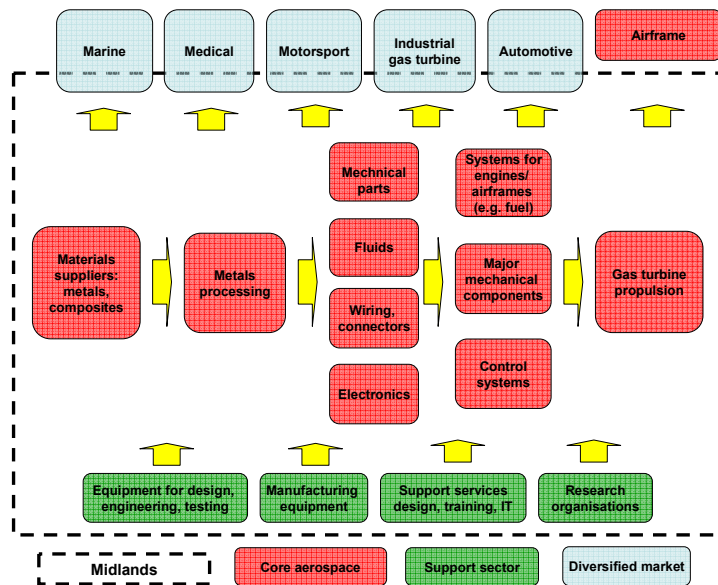 Marine
Medical
Motorsport
Industrial
gas turbine
Automotive
Airframe
Mechnical
parts
Systems for
engines/
airframes
(e.g. fuel)
Materials
suppliers:
metals,
composites
Metals
processing
Fluids
Wiring,
connectors
Electronics
Major
mechanical
components
Control
systems
Gas turbine
propulsion
Equipment for design,
engineering, testing
Manufacturing
equipment
Support services
design, training, IT
Research
organisations
Midlands
Core aerospace
Support sector
Diversified market